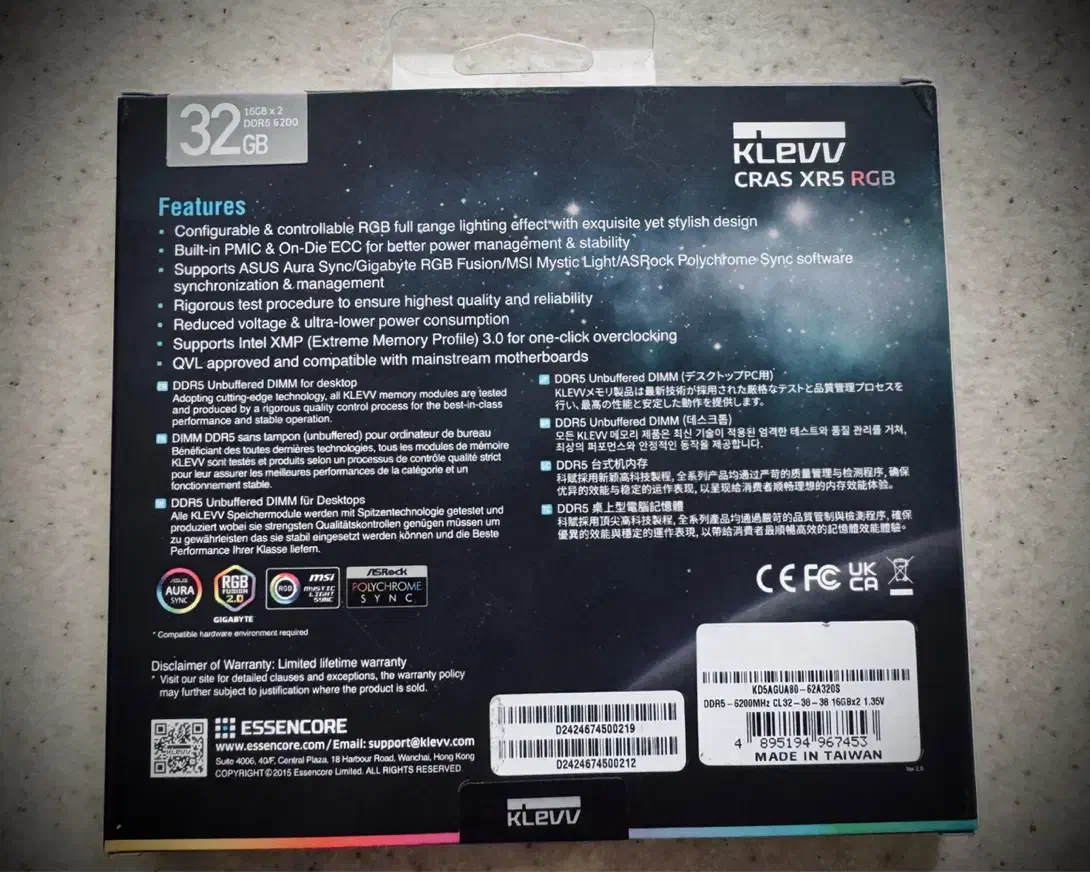 32GB
16GB x 2
DDR5 6200
KLEVV
CRAS XR5 RGB
Features
Configurable & controllable RGB full range lighting effect with exquisite yet stylish design
Built-in PMIC & On-Die ECC for better power management & stability
Supports ASUS Aura Sync/Gigabyte RGB Fusion/MSI Mystic Light/ASRock Polychrome Sync software
synchronization & management
Rigorous test procedure to ensure highest quality and reliability
Reduced voltage & ultra-lower power consumption
Supports Intel XMP (Extreme Memory Profile) 3.0 for one-click overclocking
QVL approved and compatible with mainstream motherboards
EN DDR5 Unbuffered DIMM for desktop
Adopting cutting-edge technology, all KLEVV memory modules are tested
and produced by a rigorous quality control process for the best-in-class
performance and stable operation.
FR DIMM DDR5 sans tampon (unbuffered) pour ordinateur de bureau
Bénéficiant des toutes dernières technologies, tous les modules de mémoire
KLEVV sont testés et produits selon un processus de contrôle qualité strict
pour leur assurer les meilleures performances de la catégorie et un
fonctionnement stable.
DE DDR5 Unbuffered DIMM für Desktops
Alle KLEVV Speichermodule werden mit Spitzentechnologie getestet und
produziert wobei sie strengsten Qualitätskontrollen genügen müssen um
zu gewährleisten das sie stabil eingesetzt werden können und die Beste
Performance Ihrer Klasse liefern.
DDR5 Unbuffered DIMM (デスクトップPC用)
KLEVVメモリ製品は最新技術が採用された厳格なテストと品質管理プロセスを
行い、最高の性能と安定した動作を提供します。
DDR5 Unbuffered DIMM (데스크톱)
모든 KLEVV 메모리 제품은 최신 기술이 적용된 엄격한 테스트와 품질 관리를 거쳐,
최상의 퍼포먼스와 안정적인 동작을 제공합니다.
DDR5 台式机内存
科赋采用新颖高科技製程, 全系列产品均通过严苛的质量管理与检测程序, 确保
优异的效能与稳定的运作表现, 以呈现给消费者顺畅理想的内存效能体验。
DDR5 桌上型電腦記憶體
科賦採用頂尖高科技製程, 全系列產品均通過嚴苛的品質管制與檢測程序, 確保
優異的效能與穩定的運作表現, 以帶給消費者最順暢高效的記憶體效能體驗。
ASUS
AURA
SYNC
RGB
FUSION
2.0
GIGABYTE
RGB
msi
MYSTIC
LIGHT
SYNC
ASRock
POLYCHROME
SYNC
CE FC UK
CA
* Compatible hardware environment required
Disclaimer of Warranty: Limited lifetime warranty
* Visit our site for detailed clauses and exceptions, the warranty policy
may further subject to justification where the product is sold.
KLEVV
ESSENCORE
www.essencore.com / Email: support@klevv.com
Suite 4006, 40/F, Central Plaza, 18 Harbour Road, Wanchai, Hong Kong
COPYRIGHT © 2015 Essencore Limited. ALL RIGHTS RESERVED.
D2424674500219
D2424674500212
KD5AGUA80-62A320S
DDR5-6200MHz CL32-38-38 16GBx2 1.35V
4 895194 967453
MADE IN TAIWAN
Ver 2.0
KLEVV